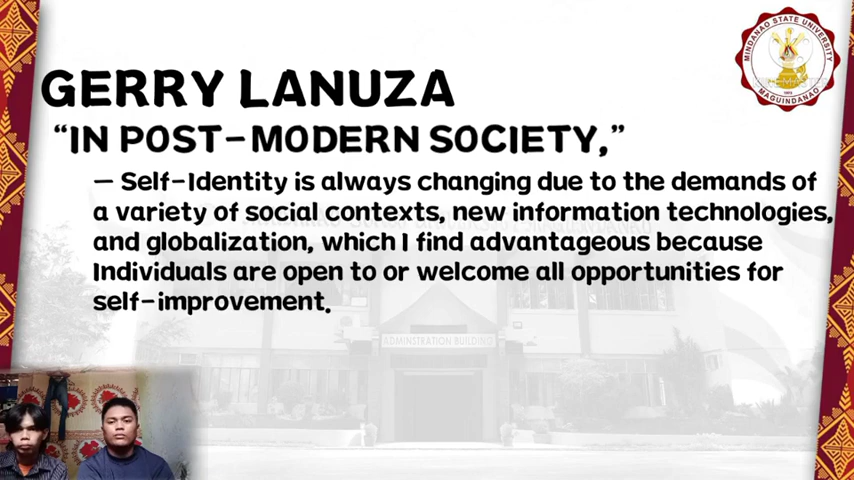 MINDANAO STATE UNIVERSITY
MAGUINDANAO
GERRY LANUZA
“IN POST-MODERN SOCIETY,”
– Self-Identity is always changing due to the demands of
a variety of social contexts, new information technologies,
and globalization, which I find advantageous because
Individuals are open to or welcome all opportunities for
self-improvement.
ADMINSTRATION BUILDING